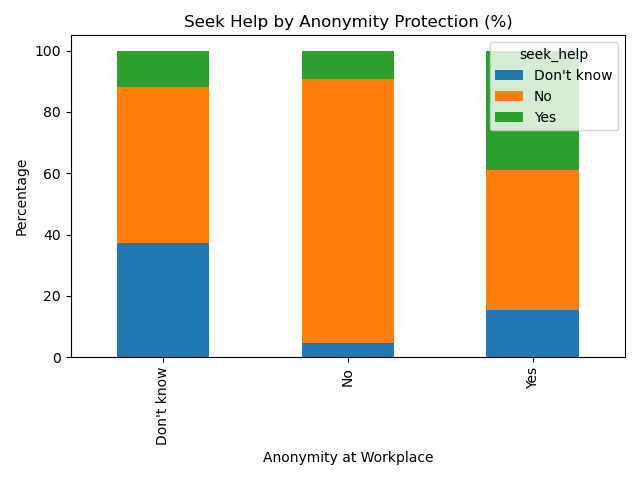 Seek Help by Anonymity Protection (%)
seek_help
Don't know
No
Yes
100
80
60
40
20
0
Percentage
Don't know
No
Yes
Anonymity at Workplace